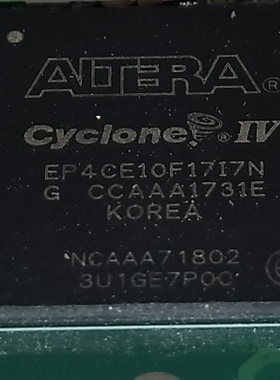 ALTERA®
Cyclone® IV
EP4CE10F17I7N
G CCAAA1731E
KOREA
NCAAA71802
3U1GE7P00